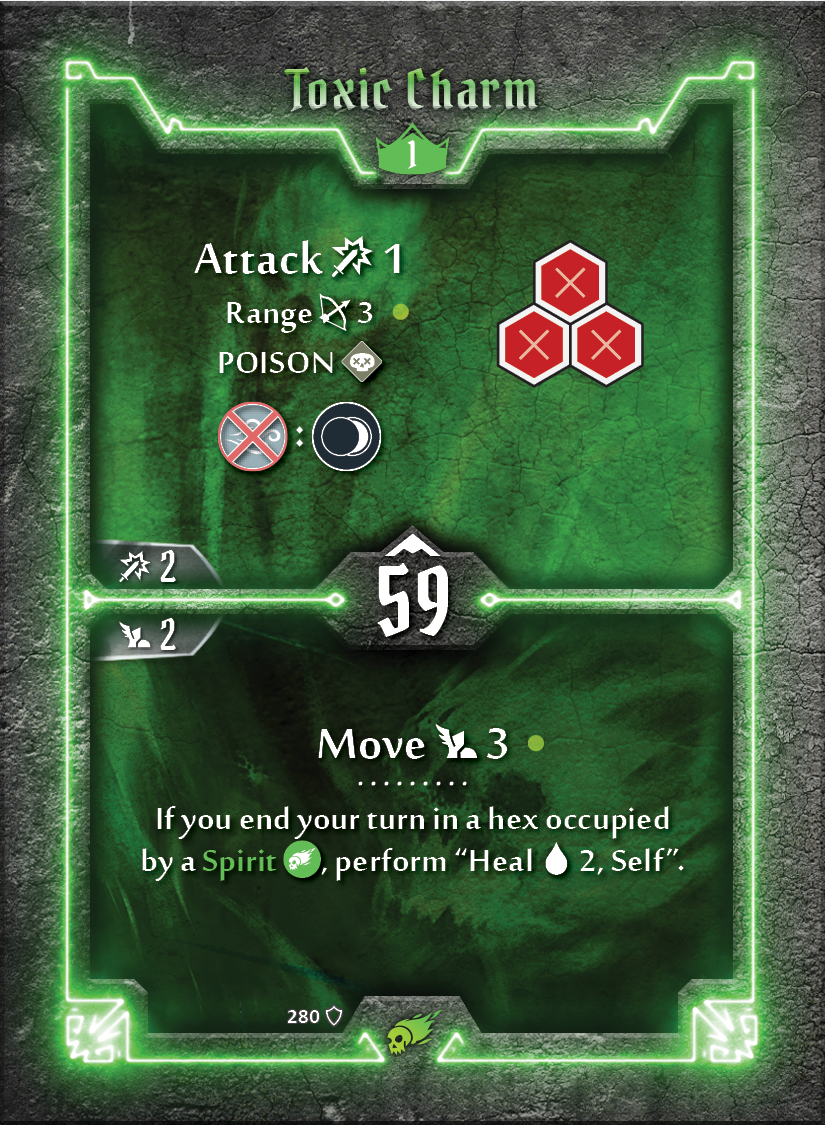 Toxic Charm
1
Attack 1
Range 3
POISON
:
2
59
2
Move 3
If you end your turn in a hex occupied
by a Spirit, perform “Heal 2, Self”.
280